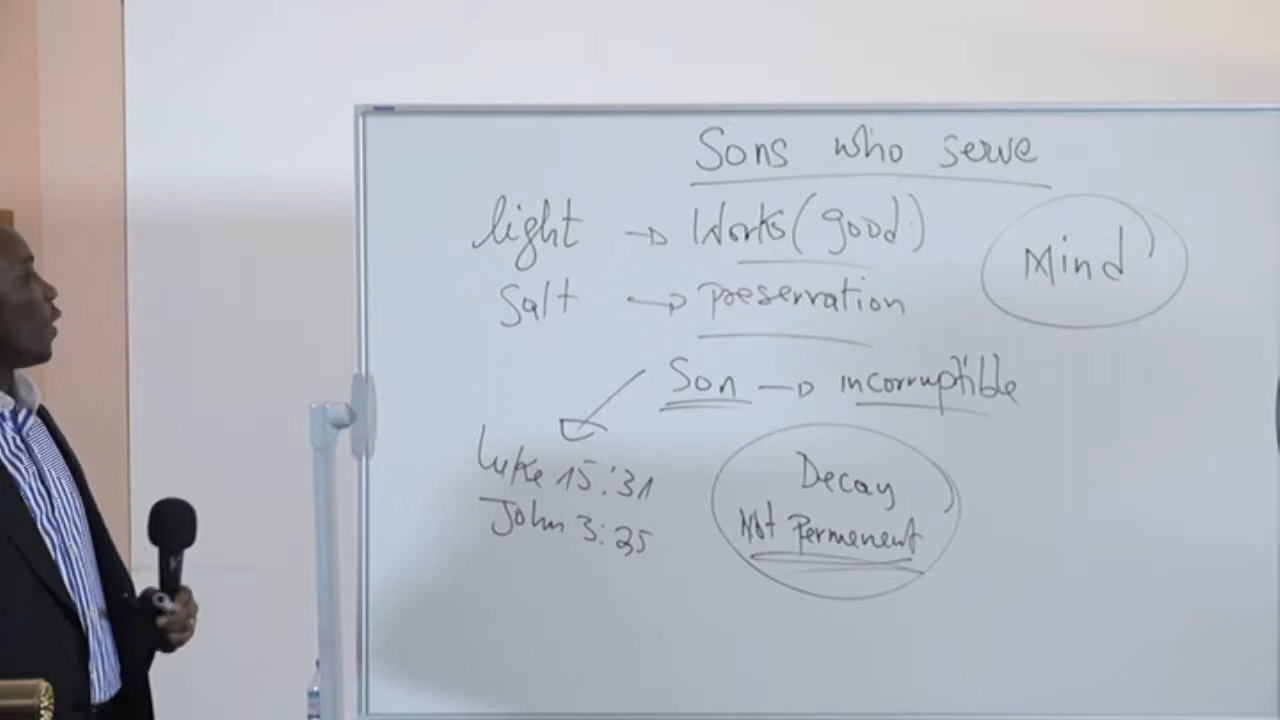 Sons who serve
light → Works (good)
Mind
Salt → preservation
Son → incorruptible
Luke 15:31
John 3:35
Decay
Not Permanent